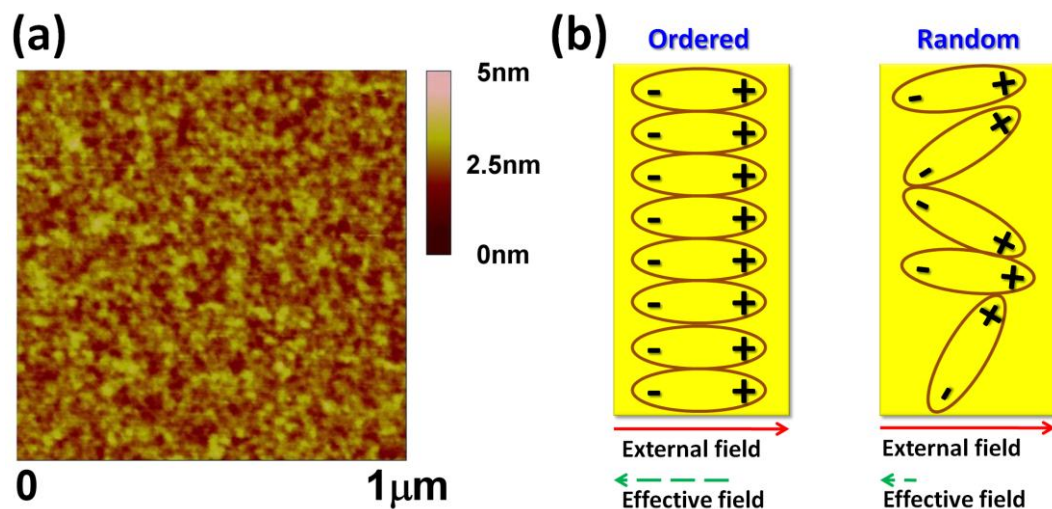 (a)
5nm
2.5nm
0nm
0
1μm
(b)
Ordered
Random
- +
- +
- +
- +
- +
- +
- +
- +
- +
- +
- +
- +
- +
External field
Effective field
External field
Effective field